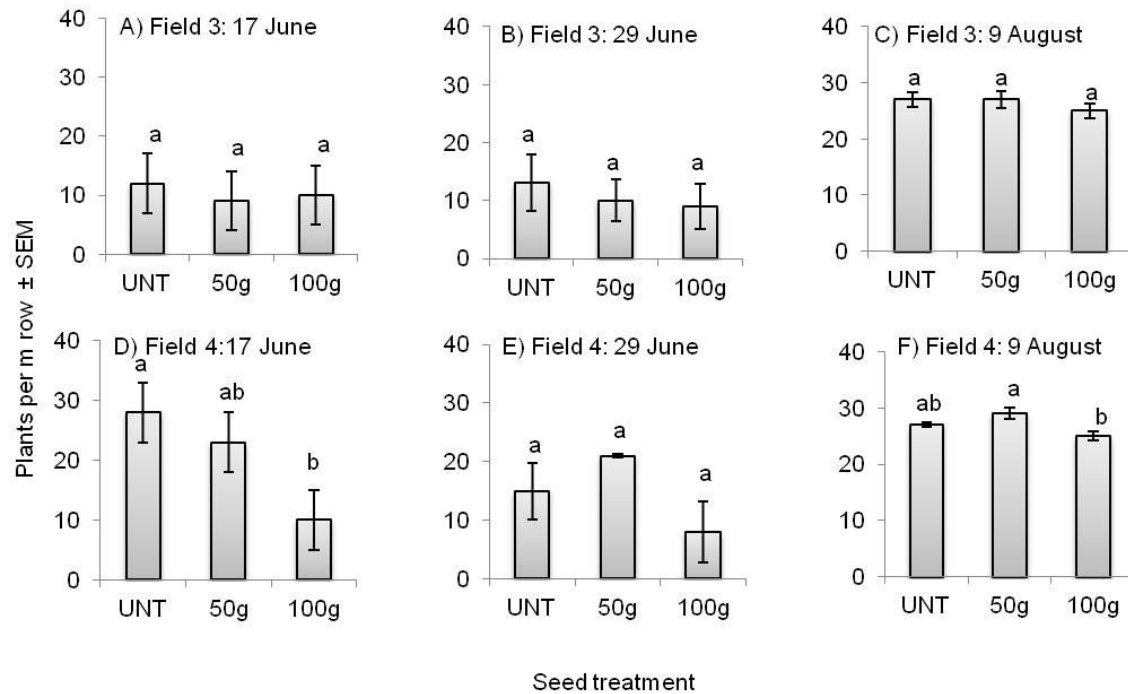 Plants per m row ± SEM
A) Field 3: 17 June
40
30
20
10
0
a a a
UNT 50g 100g
B) Field 3: 29 June
40
30
20
10
0
a a a
UNT 50g 100g
C) Field 3: 9 August
40
30
20
10
0
a a a
UNT 50g 100g
D) Field 4:17 June
40
30
20
10
0
a ab b
UNT 50g 100g
E) Field 4: 29 June
40
30
20
10
0
a a a
UNT 50g 100g
F) Field 4: 9 August
40
30
20
10
0
ab a b
UNT 50g 100g
Seed treatment